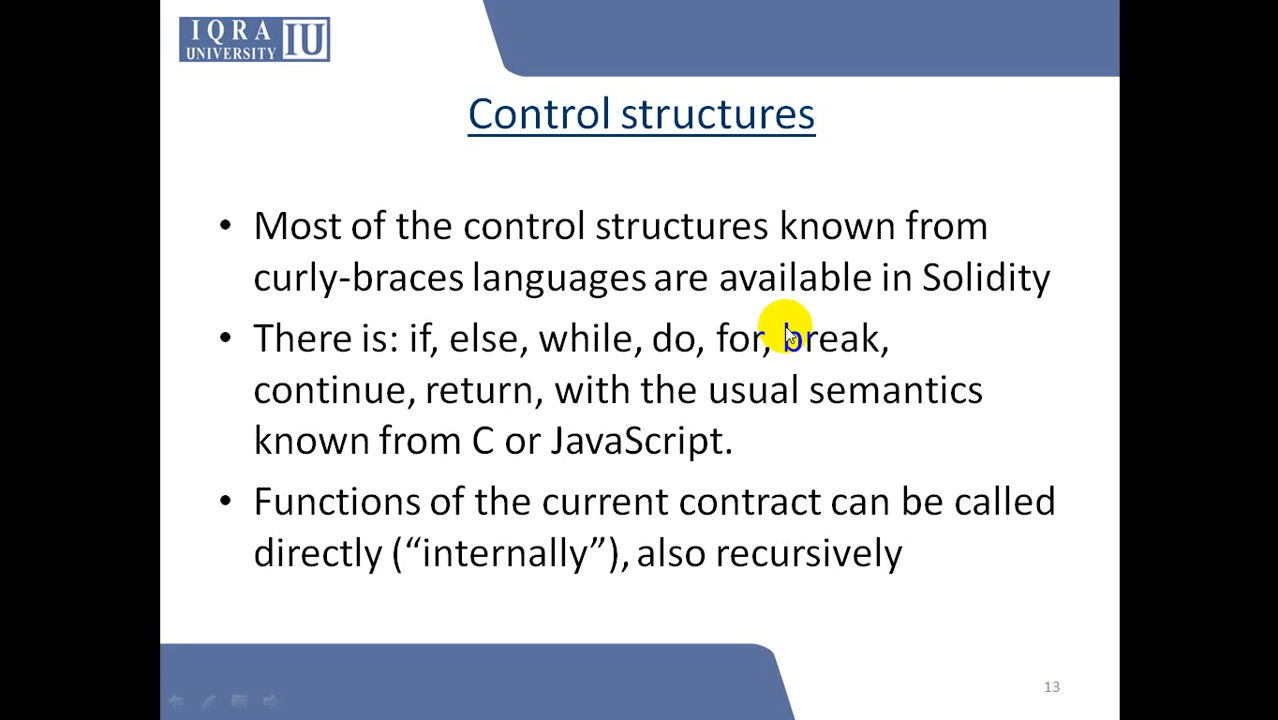 IQRA
UNIVERSITY IU
Control structures
• Most of the control structures known from
curly-braces languages are available in Solidity
• There is: if, else, while, do, for, break,
continue, return, with the usual semantics
known from C or JavaScript.
• Functions of the current contract can be called
directly (“internally”), also recursively
13